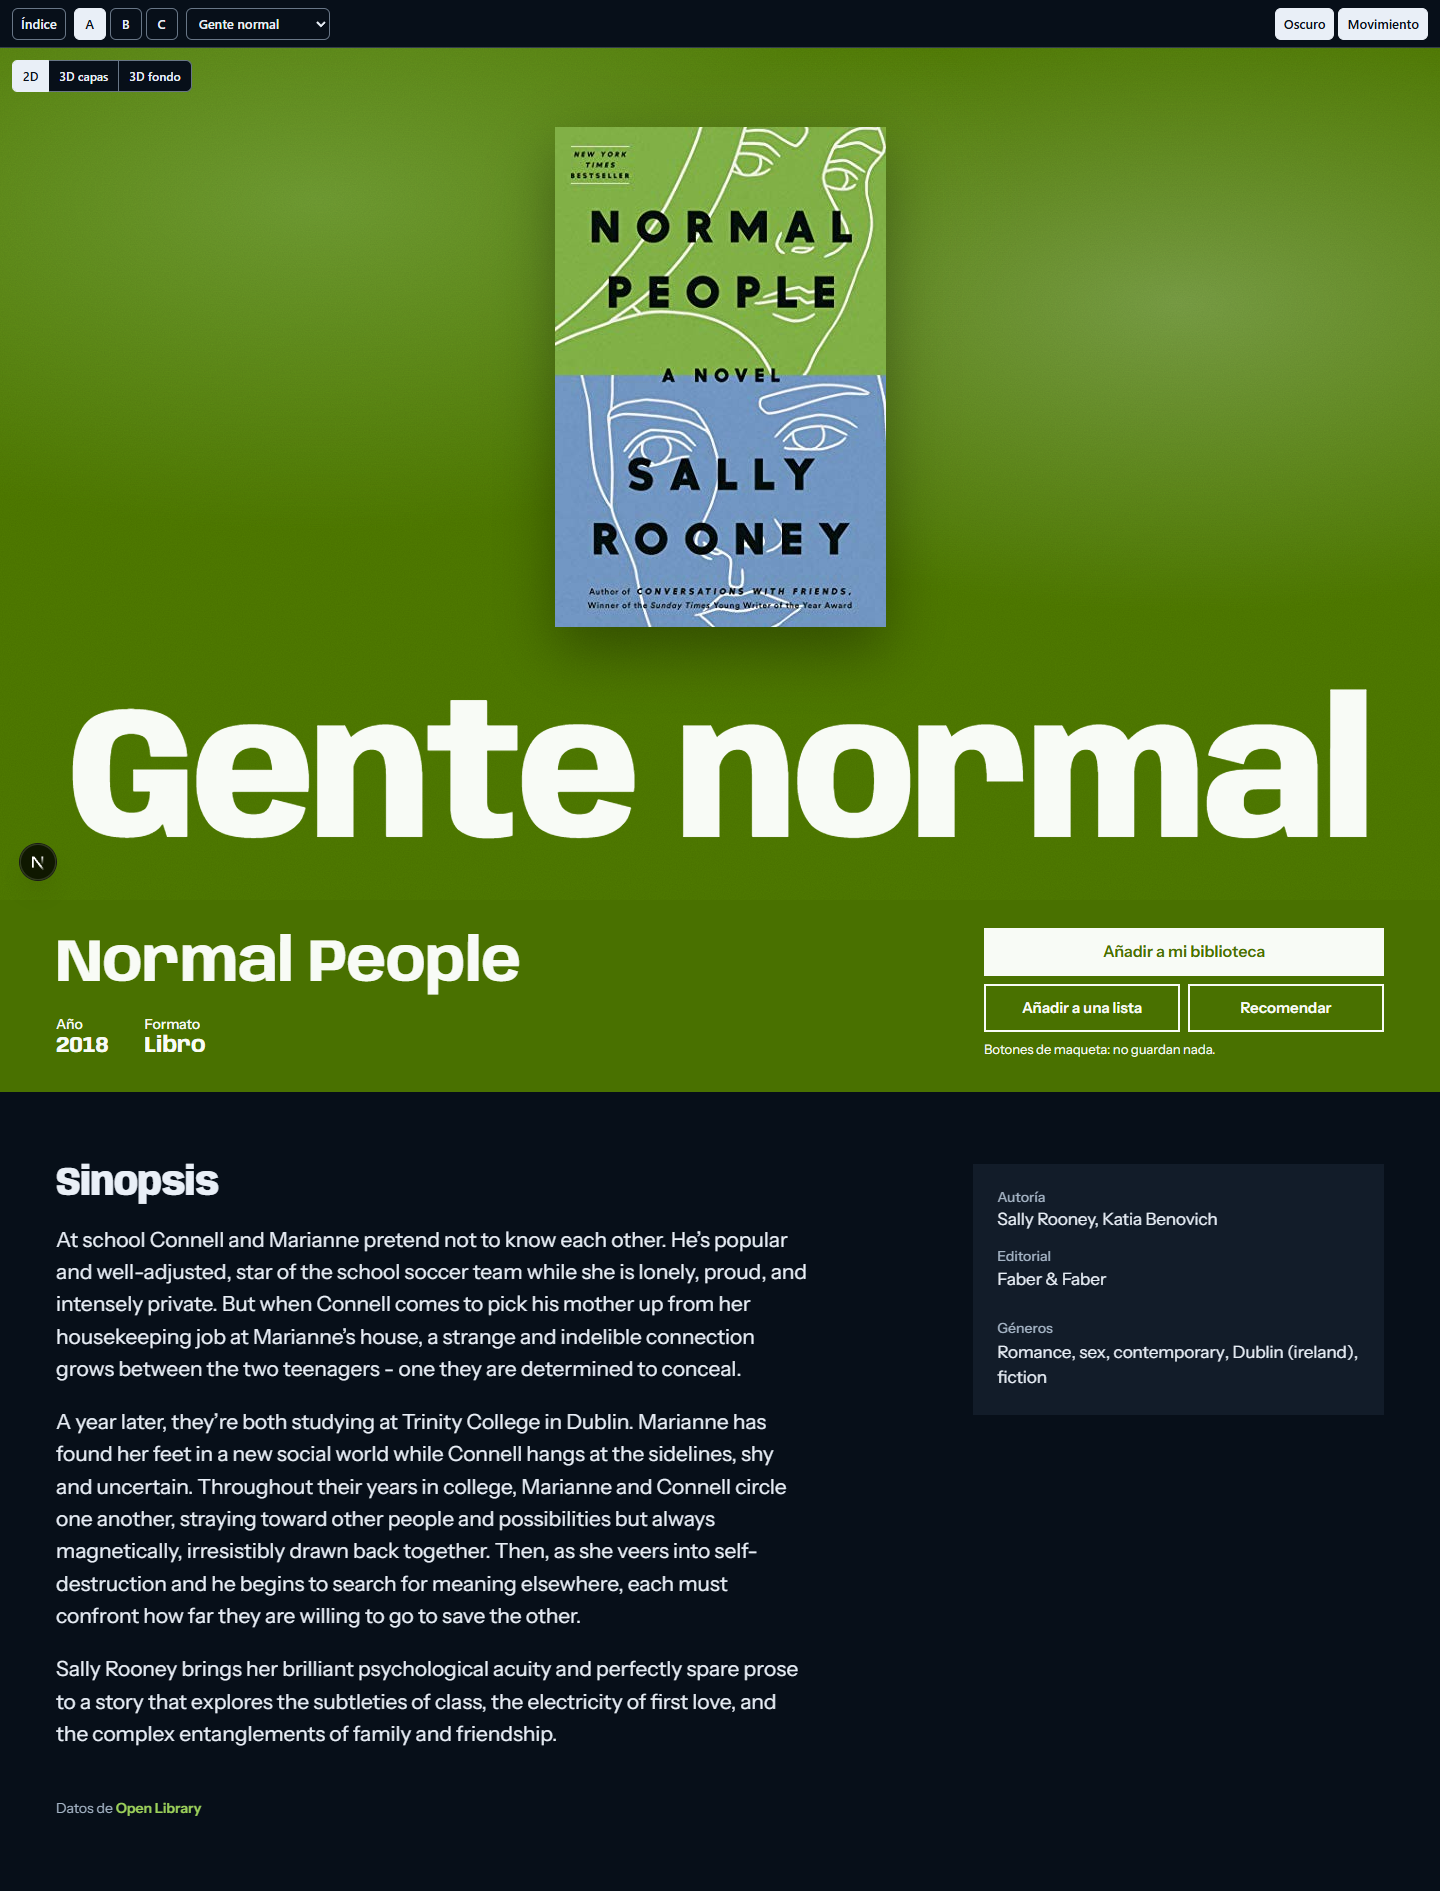 Índice A B C Gente normal Oscuro Movimiento
2D 3D capas 3D fondo
NEW YORK
TIMES
BESTSELLER
NORMAL
PEOPLE
A NOVEL
SALLY
ROONEY
Author of CONVERSATIONS WITH FRIENDS,
Winner of the Sunday Times Young Writer of the Year Award
Gente normal
N
Normal People
Año
2018
Formato
Libro
Añadir a mi biblioteca
Añadir a una lista
Recomendar
Botones de maqueta: no guardan nada.
Sinopsis
At school Connell and Marianne pretend not to know each other. He’s popular
and well-adjusted, star of the school soccer team while she is lonely, proud, and
intensely private. But when Connell comes to pick his mother up from her
housekeeping job at Marianne’s house, a strange and indelible connection
grows between the two teenagers - one they are determined to conceal.
A year later, they’re both studying at Trinity College in Dublin. Marianne has
found her feet in a new social world while Connell hangs at the sidelines, shy
and uncertain. Throughout their years in college, Marianne and Connell circle
one another, straying toward other people and possibilities but always
magnetically, irresistibly drawn back together. Then, as she veers into self-
destruction and he begins to search for meaning elsewhere, each must
confront how far they are willing to go to save the other.
Sally Rooney brings her brilliant psychological acuity and perfectly spare prose
to a story that explores the subtleties of class, the electricity of first love, and
the complex entanglements of family and friendship.
Datos de Open Library
Autoría
Sally Rooney, Katia Benovich
Editorial
Faber & Faber
Géneros
Romance, sex, contemporary, Dublin (ireland),
fiction